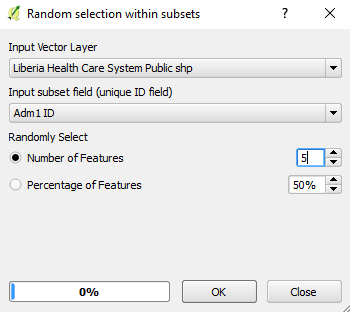 Random selection within subsets
Input Vector Layer
Liberia Health Care System Public shp
Input subset field (unique ID field)
Adm1 ID
Randomly Select
Number of Features 5
Percentage of Features 50%
0% OK Close